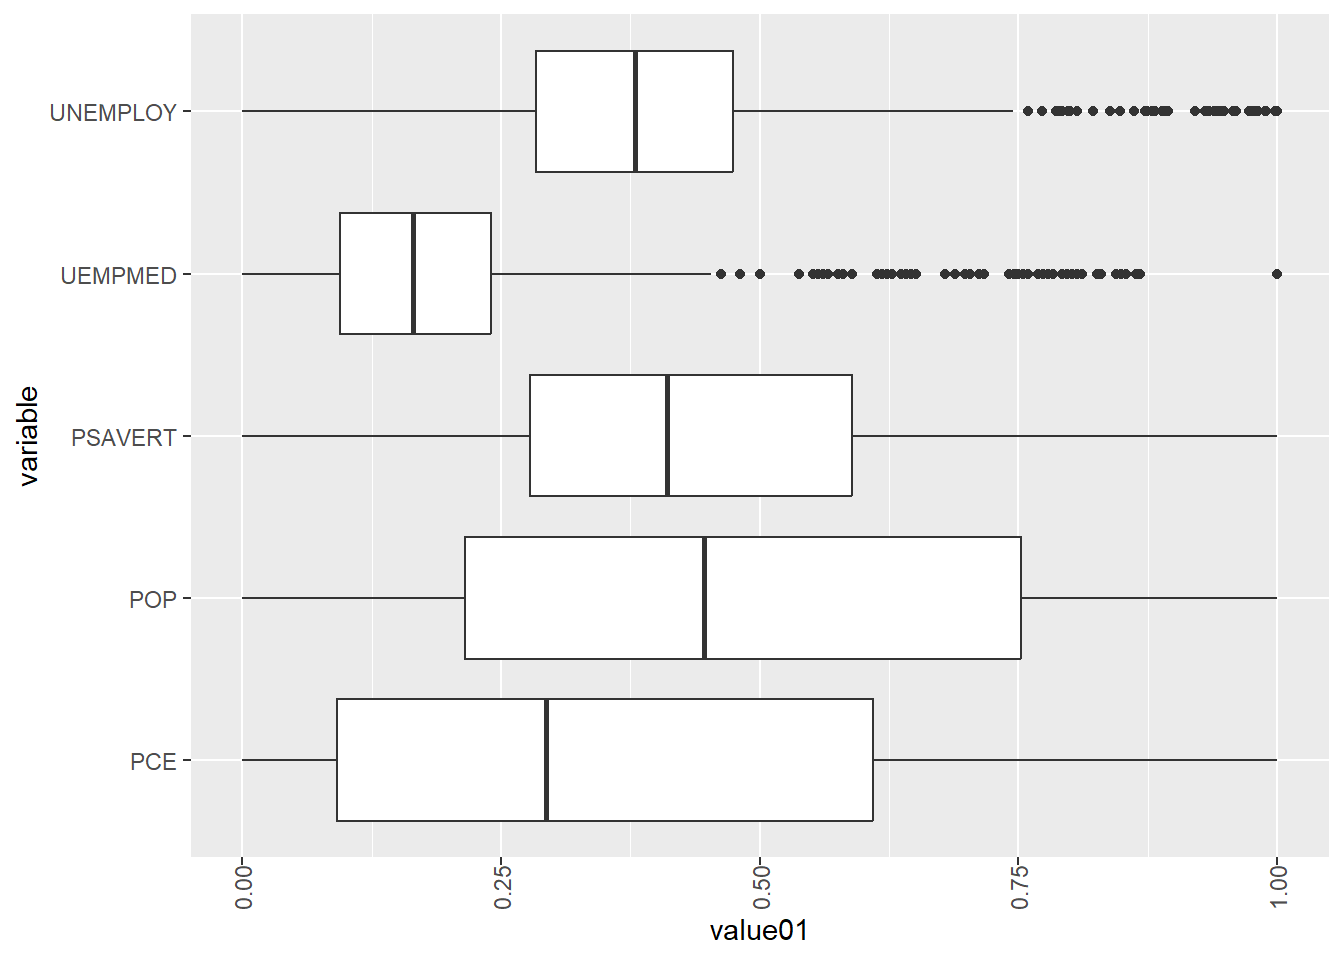 UNEMPLOY
UEMPMED
PSAVERT
POP
PCE
variable
0.00
0.25
0.50
0.75
1.00
value01